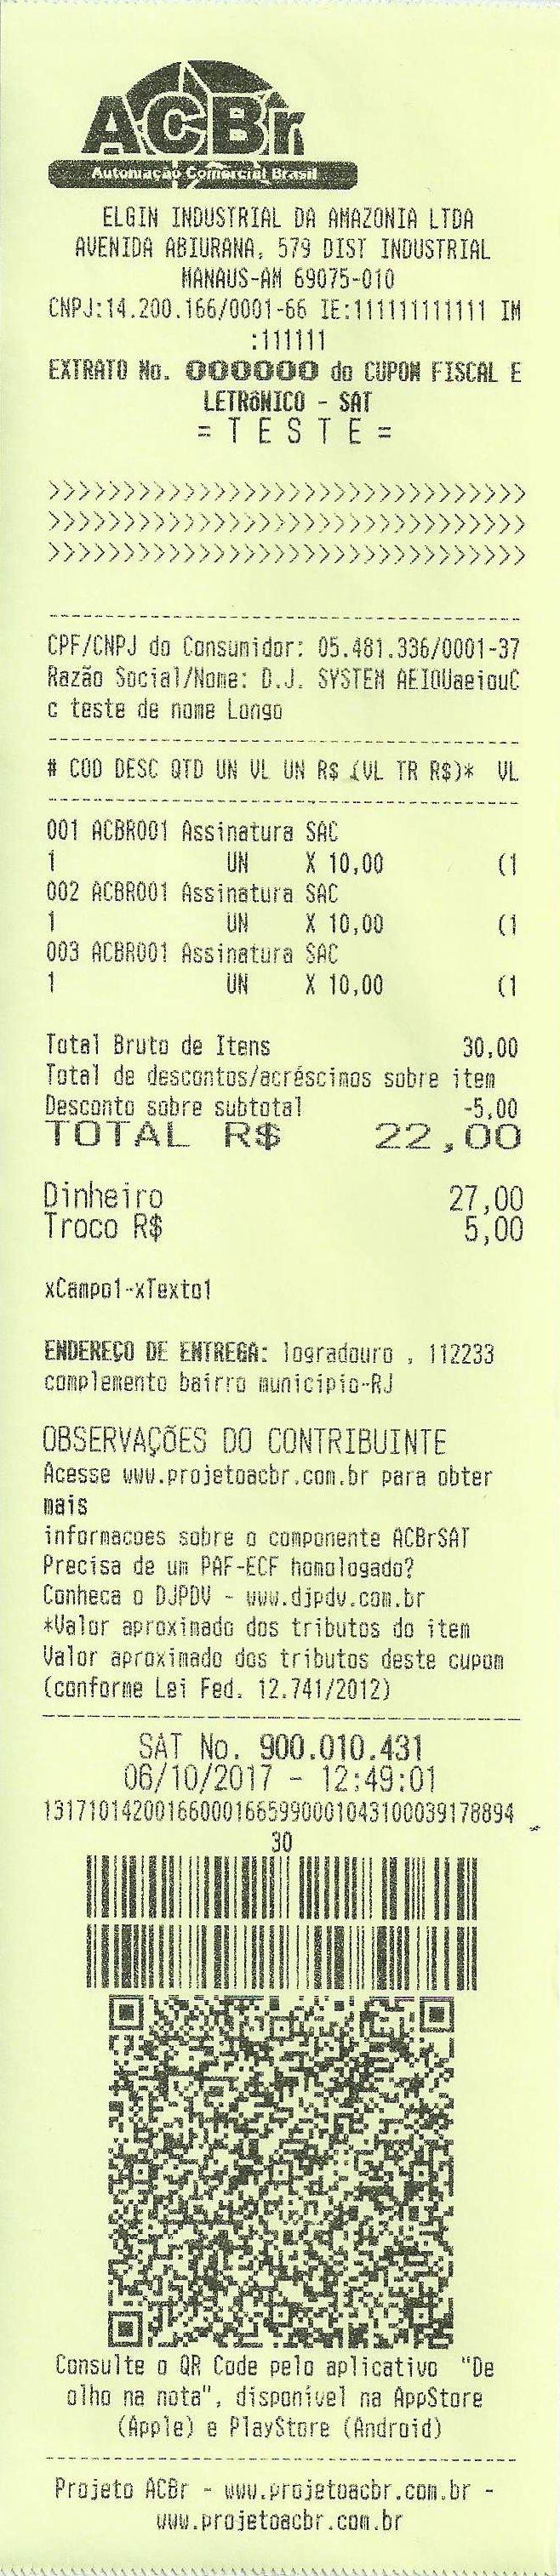 ACBr
Automação Comercial Brasil
ELGIN INDUSTRIAL DA AMAZONIA LTDA
AVENIDA ABIURANA, 579 DIST INDUSTRIAL
MANAUS-AM 69075-010
CNPJ:14.200.166/0001-66 IE:111111111111 IM
:111111
EXTRATO No. 000000 do CUPOM FISCAL E
LETRôNICO - SAT
= T E S T E =
>>>>>>>>>>>>>>>>>>>>>>>>>>>>>>>>
>>>>>>>>>>>>>>>>>>>>>>>>>>>>>>>>
>>>>>>>>>>>>>>>>>>>>>>>>>>>>>>>>
CPF/CNPJ do Consumidor: 05.481.336/0001-37
Razão Social/Nome: D.J. SYSTEM AEIOUaeiouC
c teste de nome Longo
# COD DESC QTD UN VL UN R$ (VL TR R$)* VL
001 ACBR001 Assinatura SAC
1 UN X 10,00 (1
002 ACBR001 Assinatura SAC
1 UN X 10,00 (1
003 ACBR001 Assinatura SAC
1 UN X 10,00 (1
Total Bruto de Itens 30,00
Total de descontos/acréscimos sobre item
Desconto sobre subtotal -5,00
TOTAL R$ 22,00
Dinheiro 27,00
Troco R$ 5,00
xCampo1-xTexto1
ENDEREÇO DE ENTREGA: logradouro , 112233
complemento bairro municipio-RJ
OBSERVAÇÕES DO CONTRIBUINTE
Acesse www.projetoacbr.com.br para obter
mais
informacoes sobre o componente ACBrSAT
Precisa de um PAF-ECF homologado?
Conheca o DJPDV - www.djpdv.com.br
*Valor aproximado dos tributos do item
Valor aproximado dos tributos deste cupom
(conforme Lei Fed. 12.741/2012)
SAT No. 900.010.431
06/10/2017 - 12:49:01
131710142001660001665990001043100039178894
30
Consulte o QR Code pelo aplicativo "De
olho na nota", disponível na AppStore
(Apple) e PlayStore (Android)
Projeto ACBr - www.projetoacbr.com.br -
www.projetoacbr.com.br